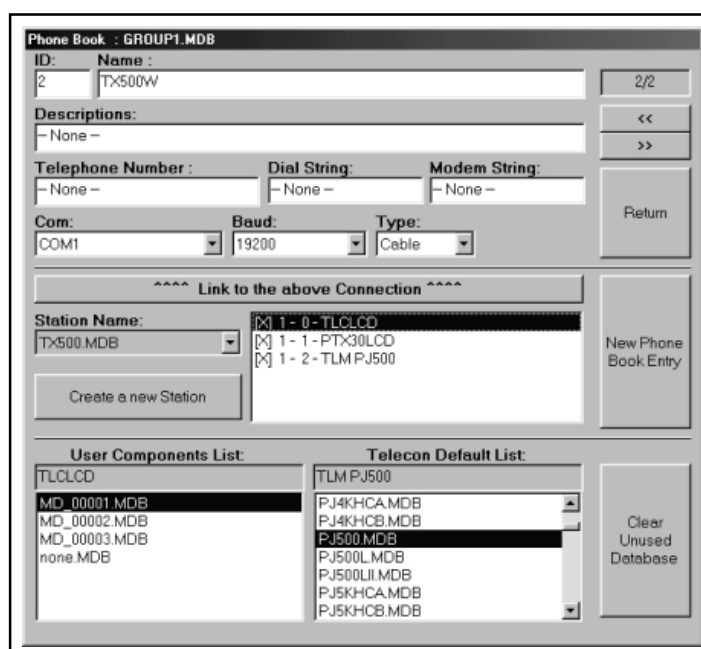 Phone Book : GROUP1.MDB
ID: Name :
2 TX500W 2/2
Descriptions: <<
– None – >>
Telephone Number : Dial String: Modem String:
– None – – None – – None –
Return
Com: Baud: Type:
COM1 19200 Cable
^^^^ Link to the above Connection ^^^^
Station Name:
TX500.MDB
[X] 1 - 0 - TLCLCD
[X] 1 - 1 - PTX30LCD
[X] 1 - 2 - TLM PJ500
New Phone
Book Entry
Create a new Station
User Components List: Telecon Default List:
TLCLCD TLM PJ500
MD_00001.MDB
MD_00002.MDB
MD_00003.MDB
none.MDB
PJ4KHCA.MDB
PJ4KHCB.MDB
PJ500.MDB
PJ500L.MDB
PJ500LII.MDB
PJ5KHCA.MDB
PJ5KHCB.MDB
Clear
Unused
Database